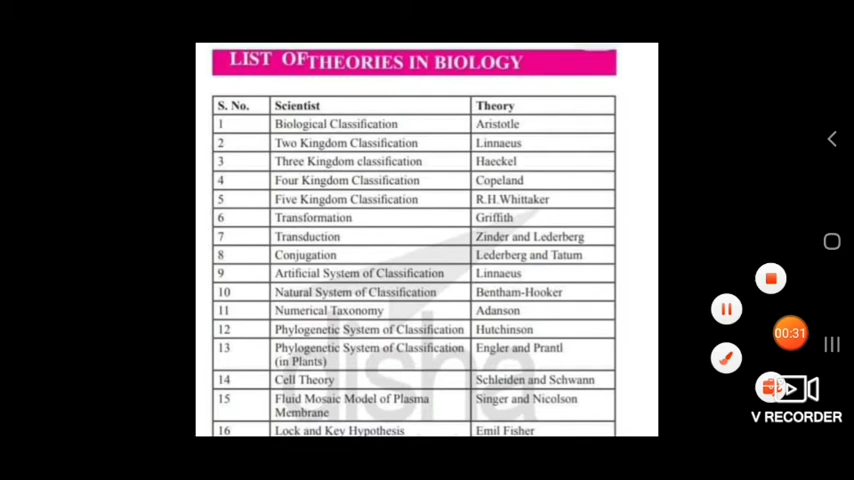 LIST OF THEORIES IN BIOLOGY
S. No. Scientist Theory
1 Biological Classification Aristotle
2 Two Kingdom Classification Linnaeus
3 Three Kingdom classification Haeckel
4 Four Kingdom Classification Copeland
5 Five Kingdom Classification R.H.Whittaker
6 Transformation Griffith
7 Transduction Zinder and Lederberg
8 Conjugation Lederberg and Tatum
9 Artificial System of Classification Linnaeus
10 Natural System of Classification Bentham-Hooker
11 Numerical Taxonomy Adanson
12 Phylogenetic System of Classification Hutchinson
13 Phylogenetic System of Classification Engler and Prantl
(in Plants)
14 Cell Theory Schleiden and Schwann
15 Fluid Mosaic Model of Plasma Singer and Nicolson
Membrane
16 Lock and Key Hypothesis Emil Fisher
disha
00:31
V RECORDER